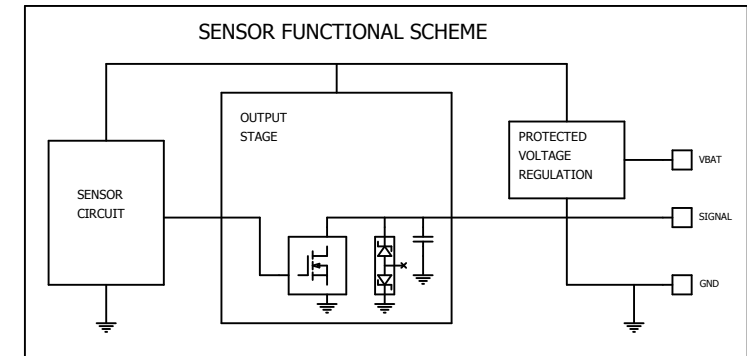 SENSOR FUNCTIONAL SCHEME
OUTPUT
STAGE
PROTECTED
VOLTAGE
REGULATION
VBAT
SENSOR
CIRCUIT
SIGNAL
GND